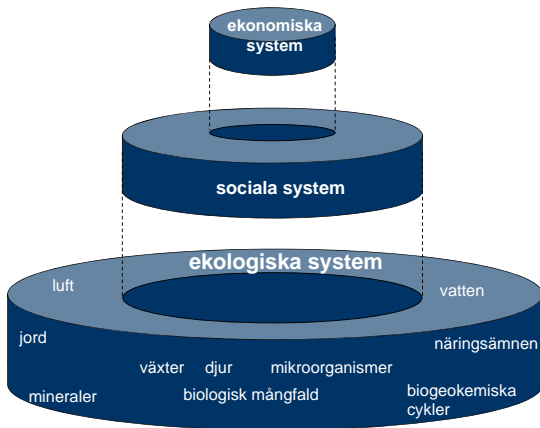 ekonomiska
system
sociala system
ekologiska system
luft
vatten
jord
näringsämnen
växter djur mikroorganismer
mineraler
biologisk mångfald
biogeokemiska
cykler